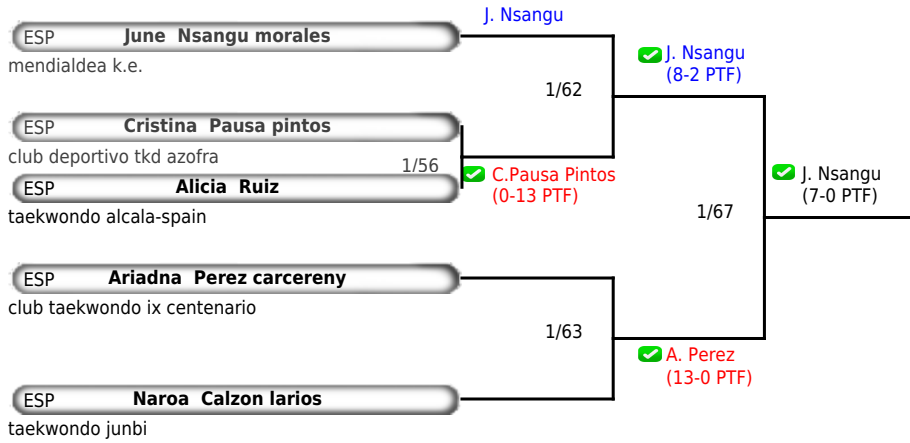 J. Nsangu
ESP June Nsangu morales
mendialdea k.e.
J. Nsangu
(8-2 PTF)
1/62
ESP Cristina Pausa pintos
club deportivo tkd azofra
1/56
C.Pausa Pintos
(0-13 PTF)
J. Nsangu
(7-0 PTF)
ESP Alicia Ruiz
taekwondo alcala-spain
1/67
ESP Ariadna Perez carcereny
club taekwondo ix centenario
1/63
A. Perez
(13-0 PTF)
ESP Naroa Calzon larios
taekwondo junbi